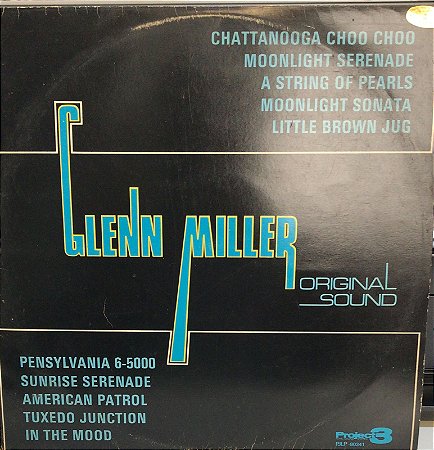 CHATTANOOGA CHOO CHOO
MOONLIGHT SERENADE
A STRING OF PEARLS
MOONLIGHT SONATA
LITTLE BROWN JUG
GLENN MILLER
ORIGINAL
SOUND
PENSYLVANIA 6-5000
SUNRISE SERENADE
AMERICAN PATROL
TUXEDO JUNCTION
IN THE MOOD
Project 3